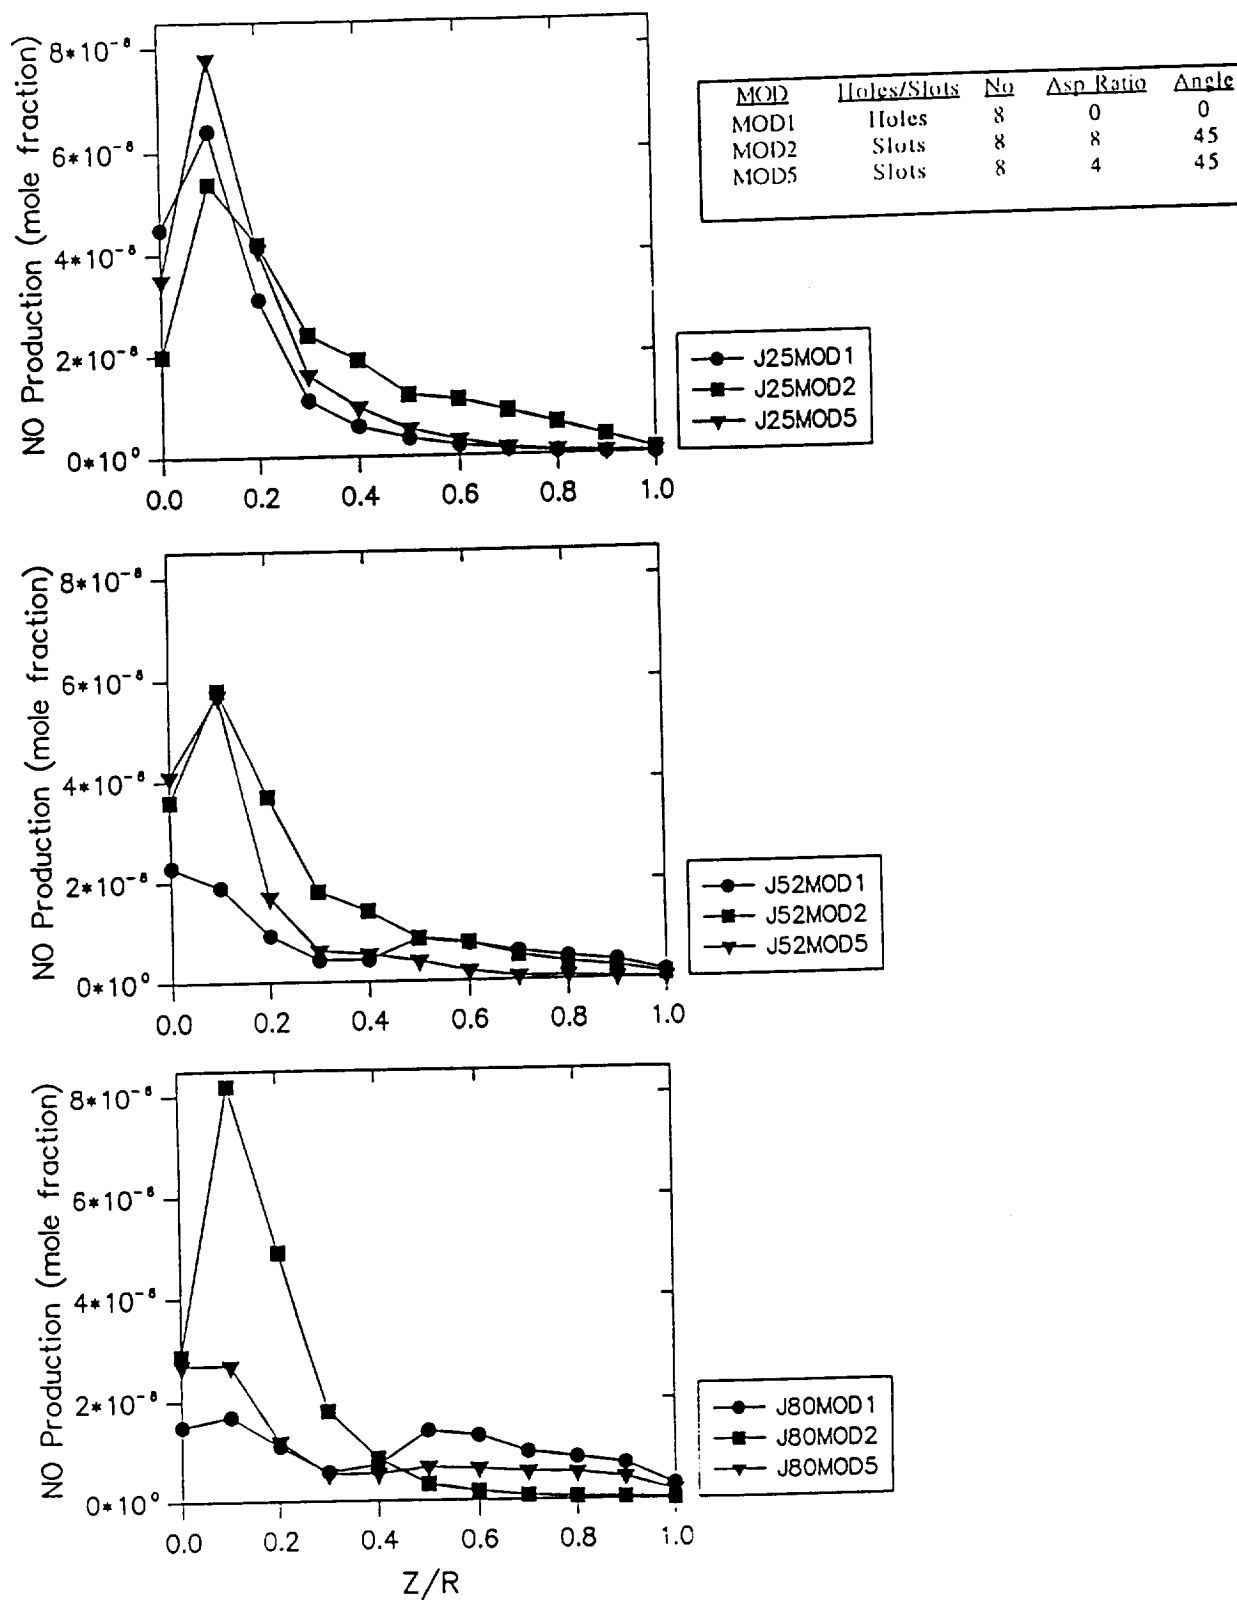 NO Production (mole fraction)
8*10⁻⁸
6*10⁻⁸
4*10⁻⁸
2*10⁻⁸
0*10⁰
0.0 0.2 0.4 0.6 0.8 1.0
MOD Holes/Slots No Asp Ratio Angle
MOD1 Holes 8 0 0
MOD2 Slots 8 8 45
MOD5 Slots 8 4 45
J25MOD1
J25MOD2
J25MOD5
NO Production (mole fraction)
8*10⁻⁸
6*10⁻⁸
4*10⁻⁸
2*10⁻⁸
0*10⁰
0.0 0.2 0.4 0.6 0.8 1.0
J52MOD1
J52MOD2
J52MOD5
NO Production (mole fraction)
8*10⁻⁸
6*10⁻⁸
4*10⁻⁸
2*10⁻⁸
0*10⁰
0.0 0.2 0.4 0.6 0.8 1.0
Z/R
J80MOD1
J80MOD2
J80MOD5